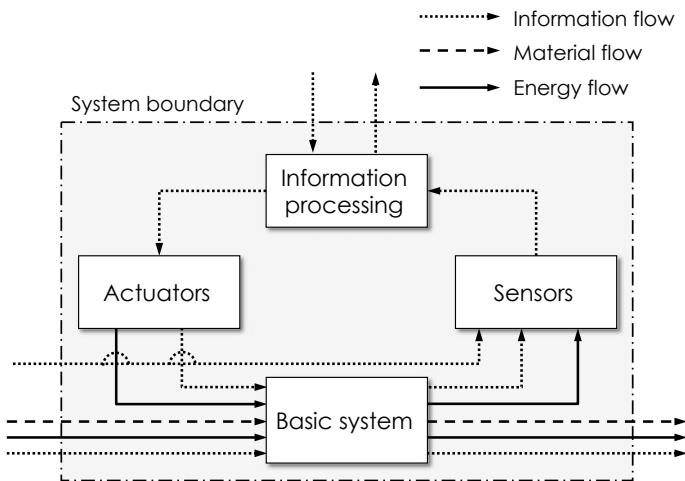 Information flow
Material flow
Energy flow
System boundary
Information
processing
Actuators
Sensors
Basic system